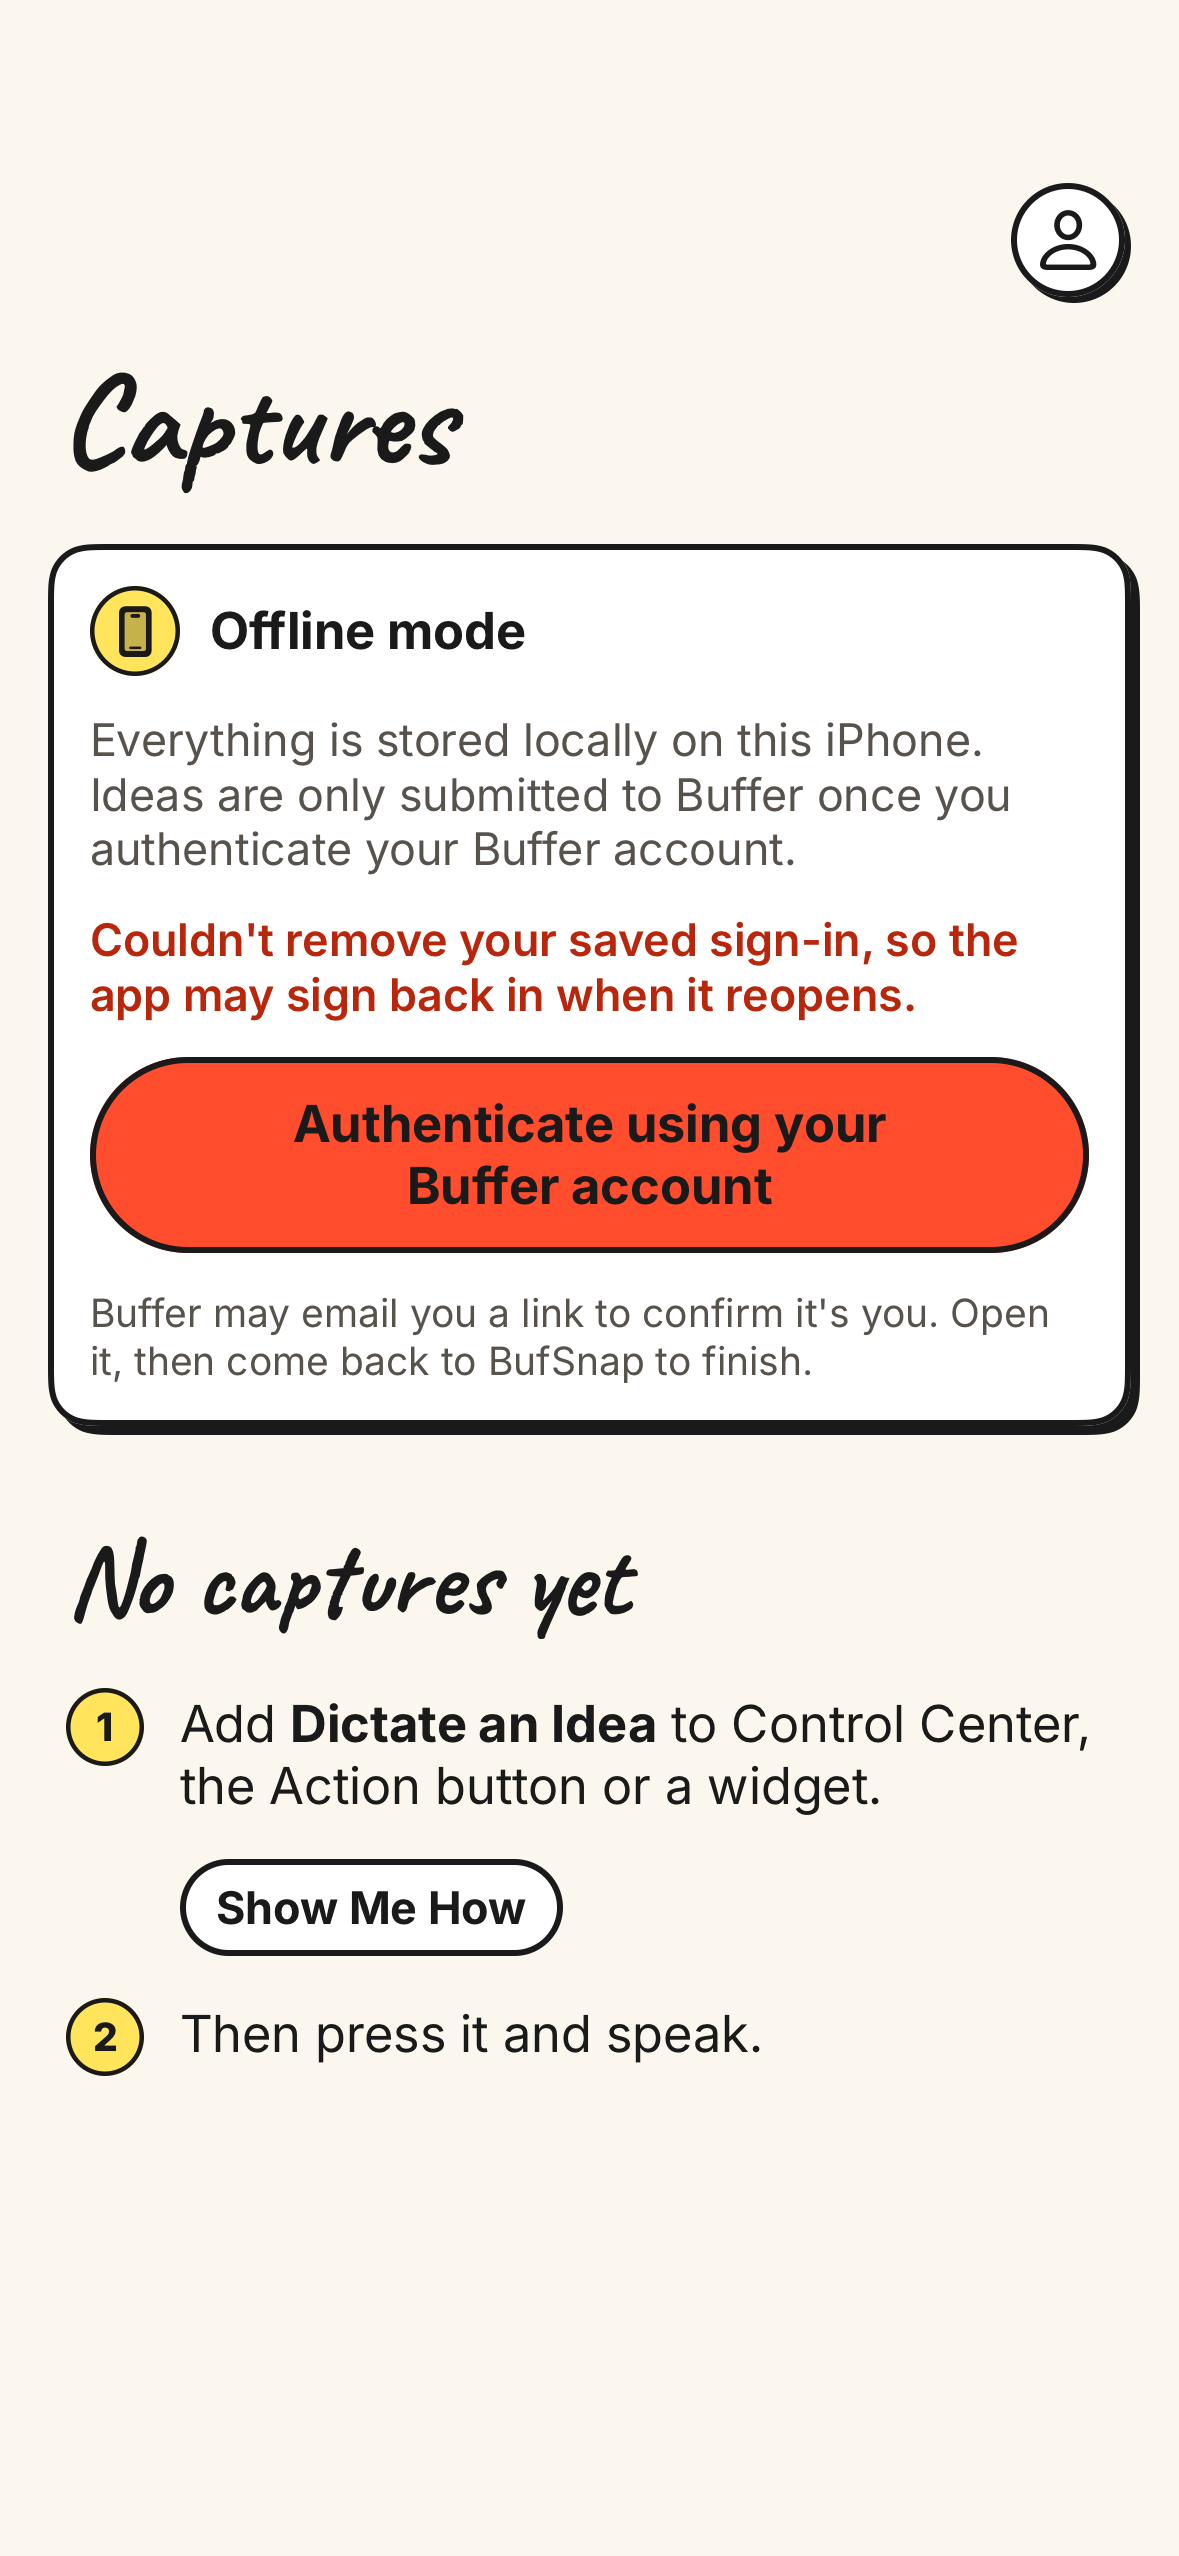 Captures
Offline mode
Everything is stored locally on this iPhone.
Ideas are only submitted to Buffer once you
authenticate your Buffer account.
Couldn't remove your saved sign-in, so the
app may sign back in when it reopens.
Authenticate using your
Buffer account
Buffer may email you a link to confirm it's you. Open
it, then come back to BufSnap to finish.
No captures yet
1 Add Dictate an Idea to Control Center,
the Action button or a widget.
Show Me How
2 Then press it and speak.